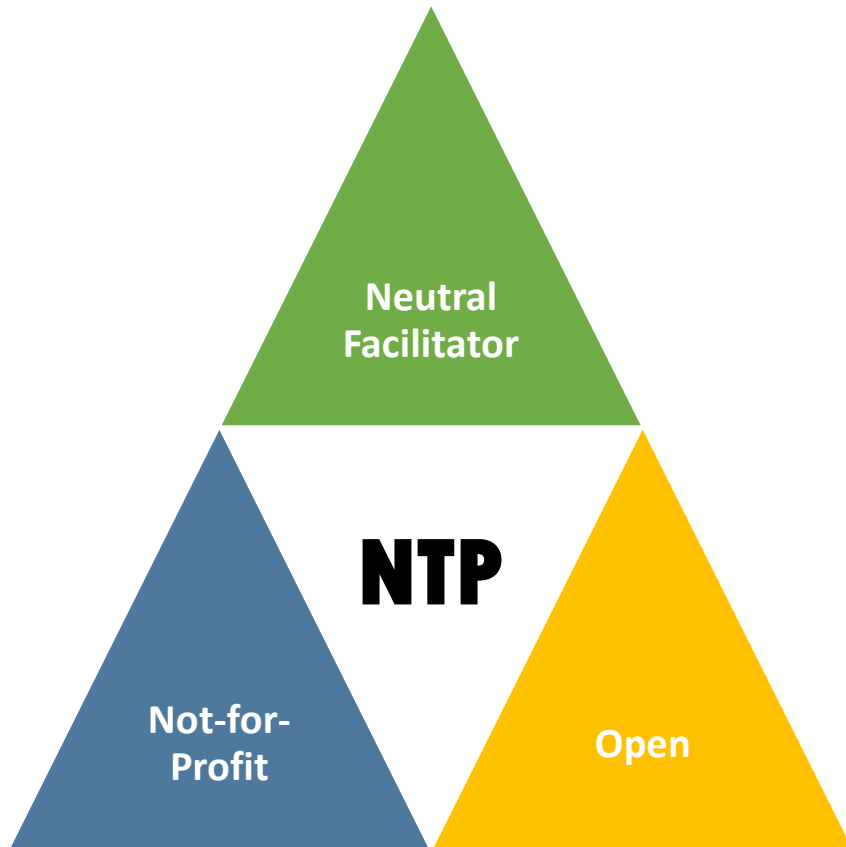 Neutral
Facilitator
NTP
Not-for-
Profit
Open